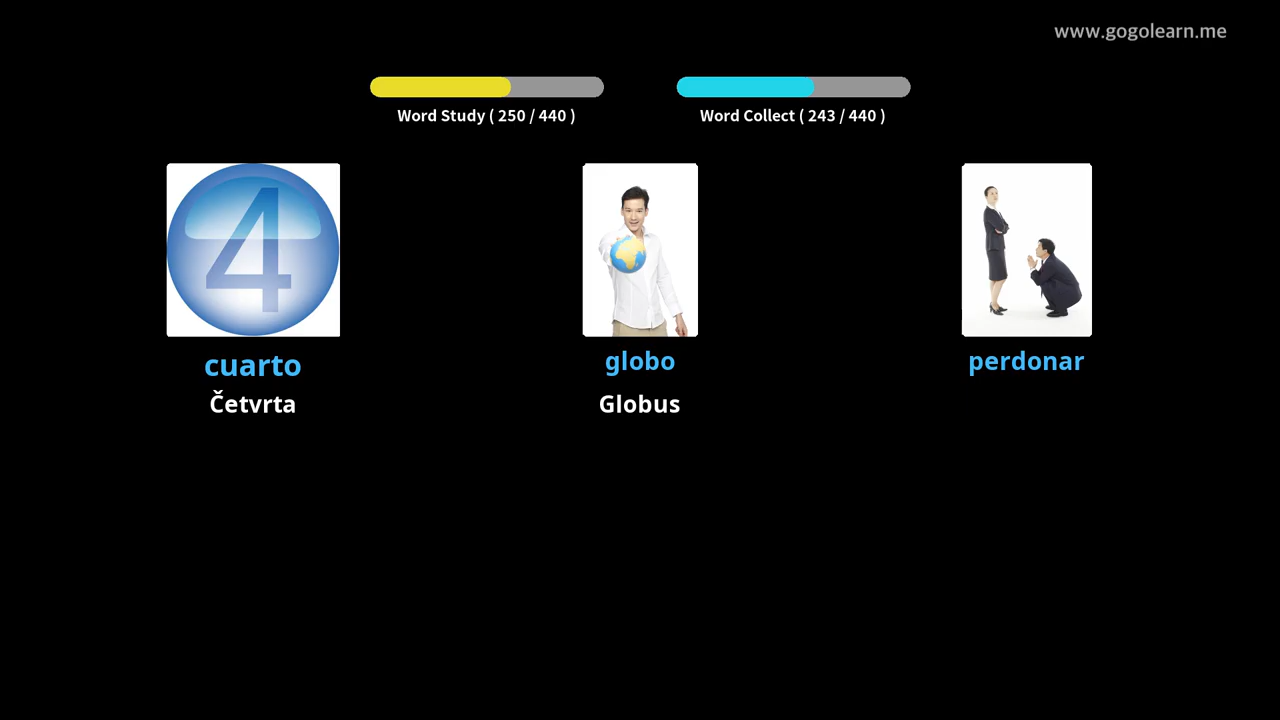 www.gogolearn.me
Word Study ( 250 / 440 )
Word Collect ( 243 / 440 )
4
cuarto
globo
perdonar
Četvrta
Globus